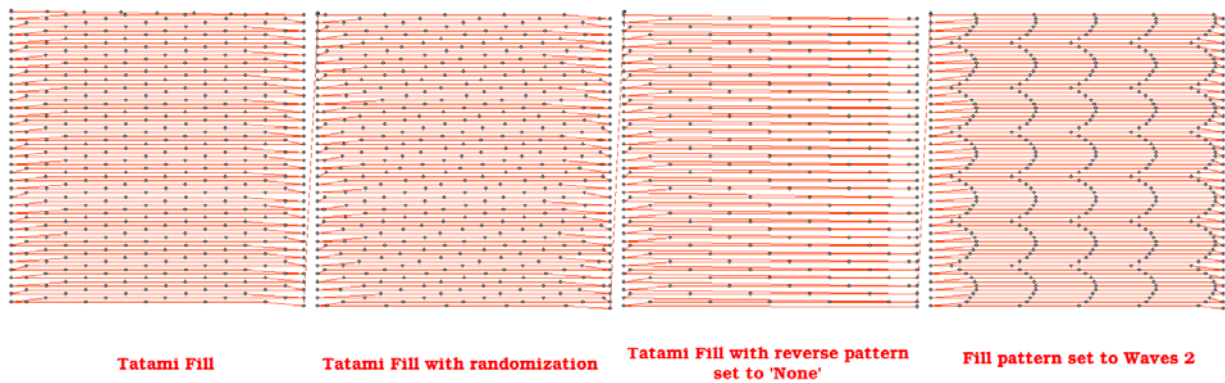 Tatami Fill
Tatami Fill with randomization
Tatami Fill with reverse pattern
set to 'None'
Fill pattern set to Waves 2